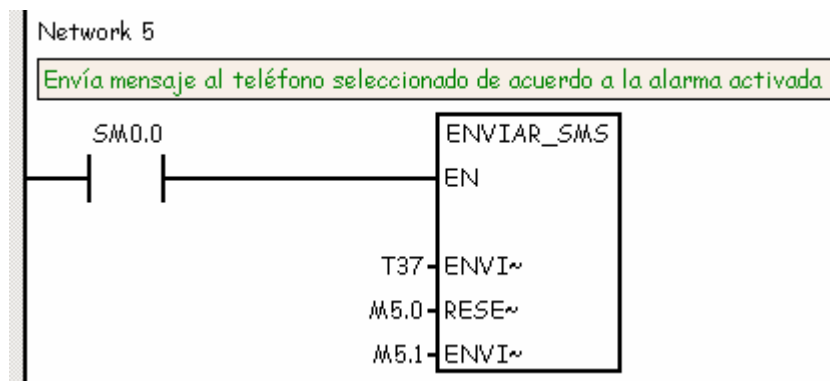 Network 5
Envía mensaje al teléfono seleccionado de acuerdo a la alarma activada
SM0.0
ENVIAR_SMS
EN
T37 ENVI~
M5.0 RESE~
M5.1 ENVI~